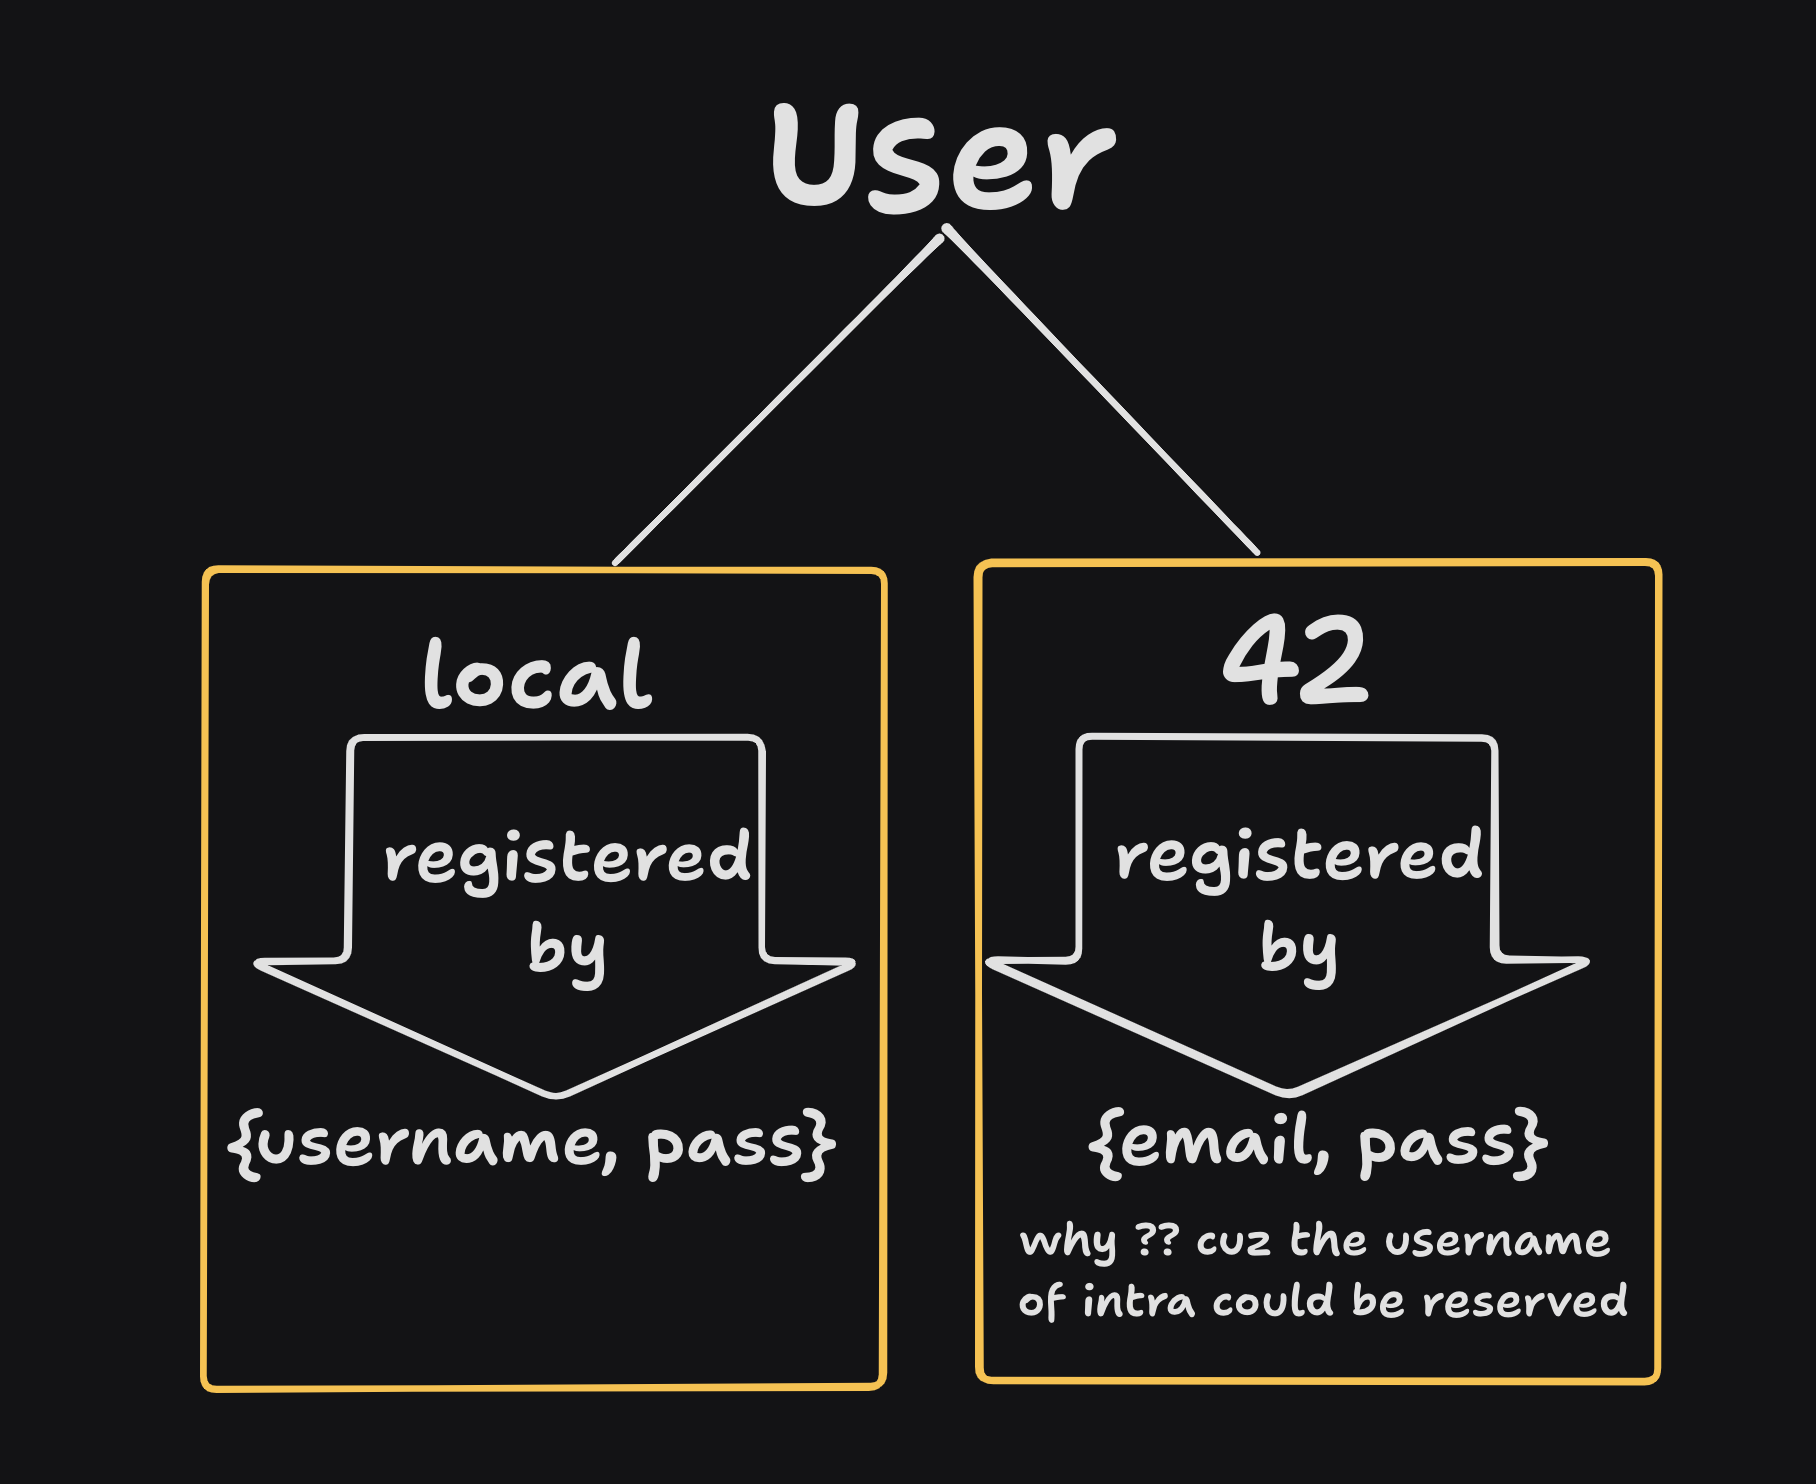 User
local
registered
by
{username, pass}
42
registered
by
{email, pass}
why ?? cuz the username
of intra could be reserved